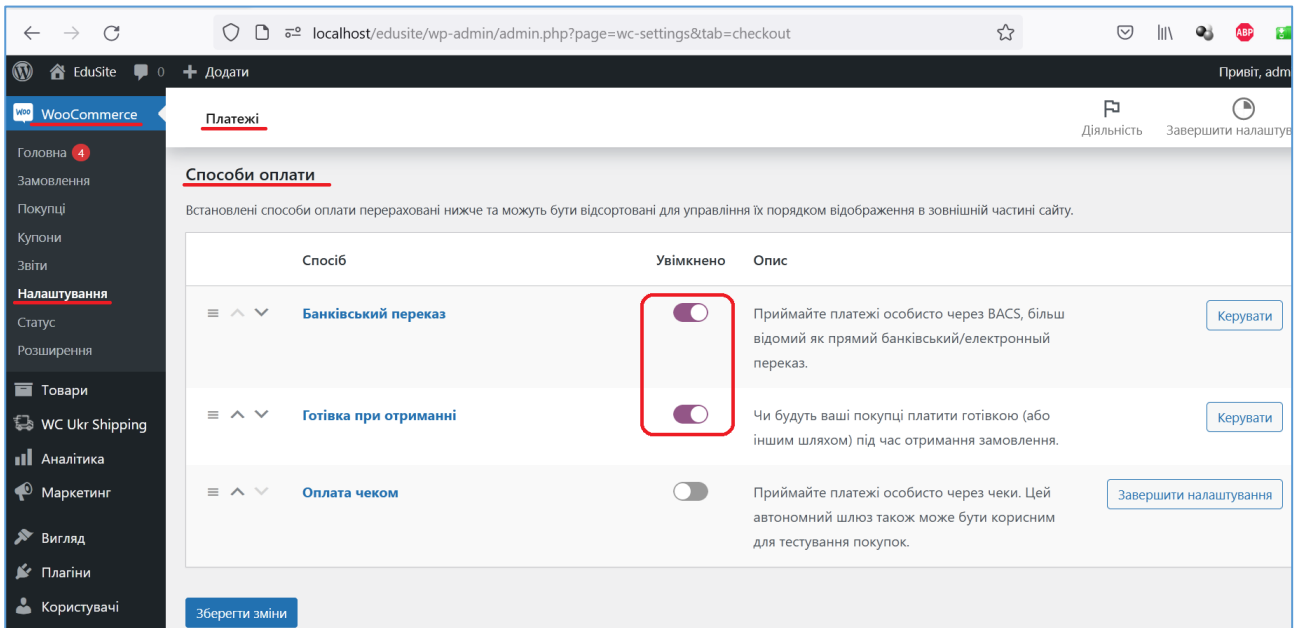 localhost/edusite/wp-admin/admin.php?page=wc-settings&tab=checkout
ABP
EduSite 0 Додати
Привіт, adm
WooCommerce
Платежі
Діяльність
Завершити налаштув
Головна 4
Замовлення
Покупці
Купони
Звіти
Налаштування
Статус
Розширення
Товари
WC Ukr Shipping
Аналітика
Маркетинг
Вигляд
Плагіни
Користувачі
Способи оплати
Встановлені способи оплати перераховані нижче та можуть бути відсортовані для управління їх порядком відображення в зовнішній частині сайту.
Спосіб Увімкнено Опис
Банківський переказ
Приймайте платежі особисто через BACS, більш
відомий як прямий банківський/електронный
переказ.
Керувати
Готівка при отриманні
Чи будуть ваші покупці платити готівкою (або
іншим шляхом) під час отримання замовлення.
Керувати
Оплата чеком
Приймайте платежі особисто через чеки. Цей
автономний шлюз також може бути корисним
для тестування покупок.
Завершити налаштування
Зберегти зміни